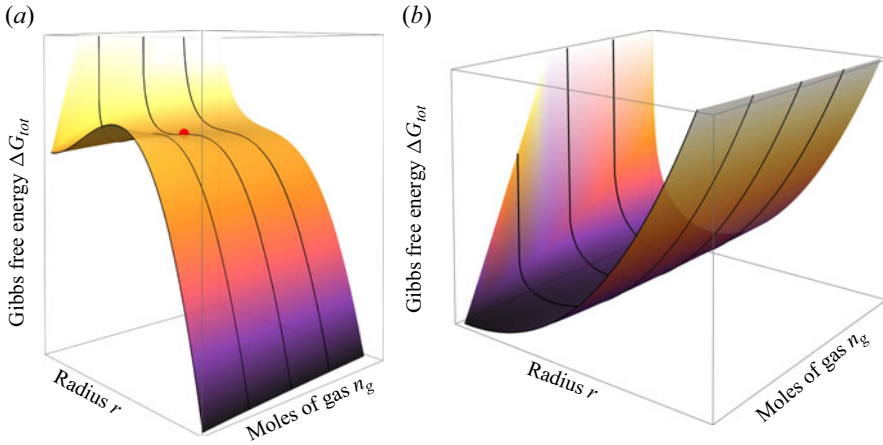 (a)
Gibbs free energy ΔG_tot
Radius r
Moles of gas n_g
(b)
Gibbs free energy ΔG_tot
Radius r
Moles of gas n_g